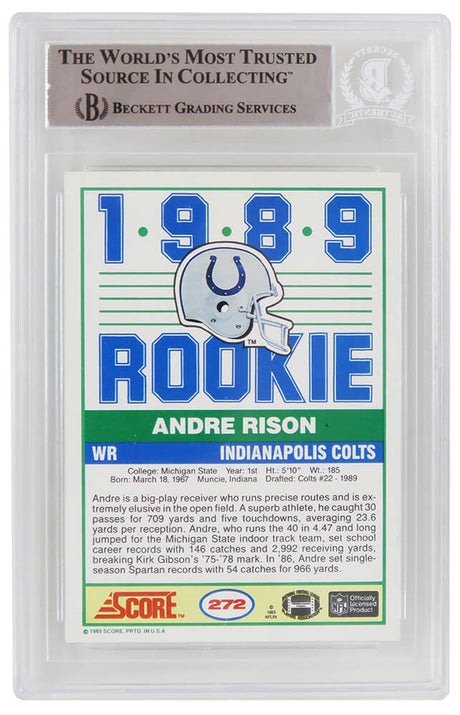 THE WORLD'S MOST TRUSTED
SOURCE IN COLLECTING™
B BECKETT GRADING SERVICES
BECKETT
AUTHENTIC
1·9·8·9
TM
ROOKIE
ANDRE RISON
WR INDIANAPOLIS COLTS
College: Michigan State Year: 1st Ht.: 5'10" Wt.: 185
Born: March 18, 1967 Muncie, Indiana Drafted: Colts #22 - 1989
Andre is a big-play receiver who runs precise routes and is ex-
tremely elusive in the open field. A superb athlete, he caught 30
passes for 709 yards and five touchdowns, averaging 23.6
yards per reception. Andre, who runs the 40 in 4.47 and long
jumped for the Michigan State indoor track team, set school
career records with 146 catches and 2,992 receiving yards,
breaking Kirk Gibson's '75-'78 mark. In '86, Andre set single-
season Spartan records with 54 catches for 966 yards.
SCORE™ 272 © 1989 NFLPA NFL Officially Licensed Product
© 1989 SCORE, PRTD. IN U.S.A